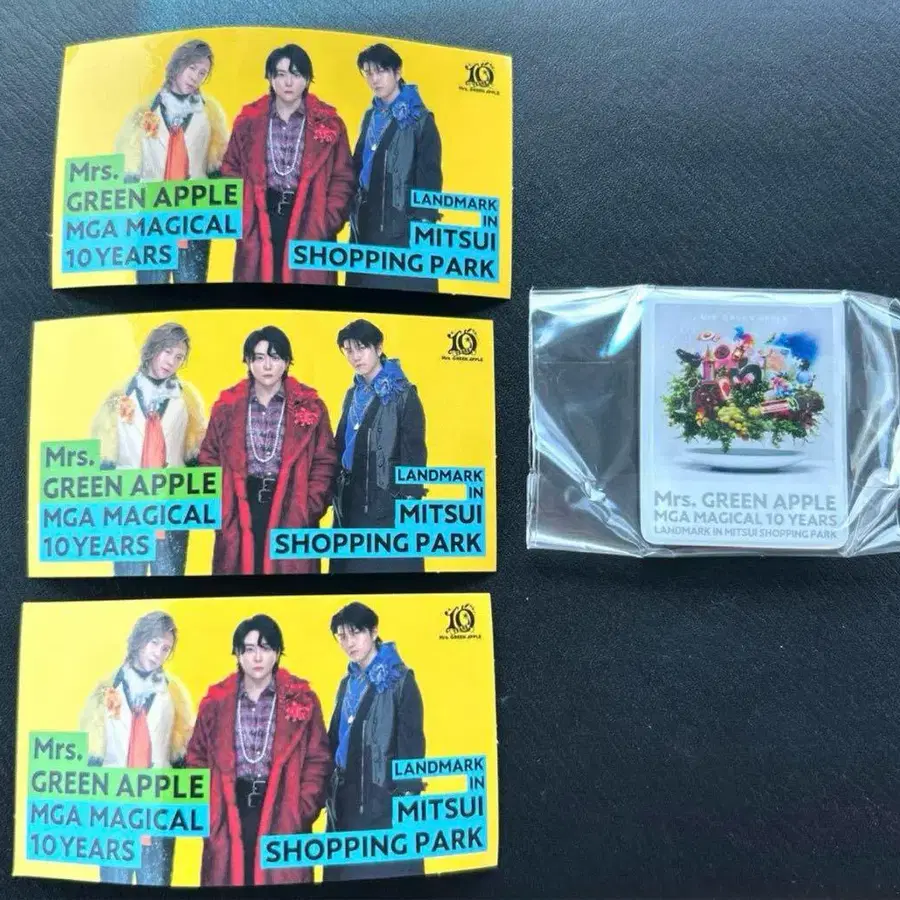 10
Mrs. GREEN APPLE
Mrs.
GREEN APPLE
MGA MAGICAL
10 YEARS
LANDMARK
IN
MITSUI
SHOPPING PARK
10
Mrs. GREEN APPLE
Mrs.
GREEN APPLE
MGA MAGICAL
10 YEARS
LANDMARK
IN
MITSUI
SHOPPING PARK
10
Mrs. GREEN APPLE
Mrs.
GREEN APPLE
MGA MAGICAL
10 YEARS
LANDMARK
IN
MITSUI
SHOPPING PARK
Mrs. GREEN APPLE
Mrs. GREEN APPLE
MGA MAGICAL 10 YEARS
LANDMARK IN MITSUI SHOPPING PARK